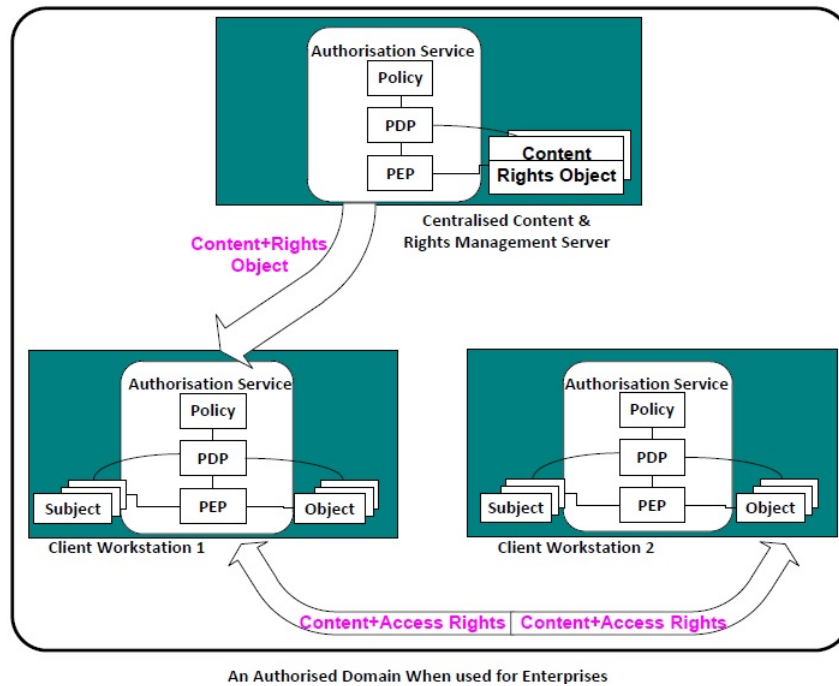 Authorisation Service
Policy
PDP
PEP
Content
Rights Object
Centralised Content &
Rights Management Server
Content+Rights
Object
Authorisation Service
Policy
PDP
PEP
Subject
Object
Client Workstation 1
Authorisation Service
Policy
PDP
PEP
Subject
Object
Client Workstation 2
Content+Access Rights
Content+Access Rights
An Authorised Domain When used for Enterprises